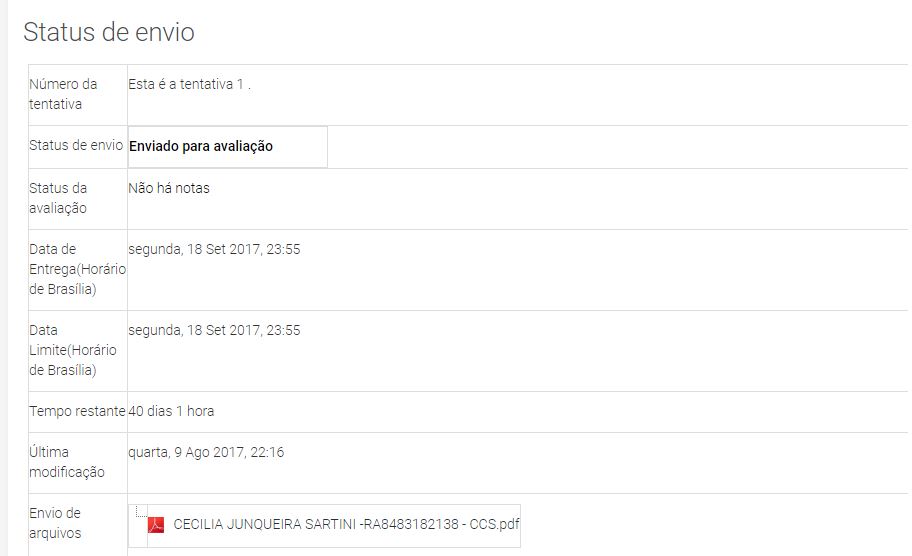 Status de envio
Número da
tentativa
Esta é a tentativa 1 .
Status de envio
Enviado para avaliação
Status da
avaliação
Não há notas
Data de
Entrega(Horário
de Brasília)
segunda, 18 Set 2017, 23:55
Data
Limite(Horário
de Brasília)
segunda, 18 Set 2017, 23:55
Tempo restante
40 dias 1 hora
Última
modificação
quarta, 9 Ago 2017, 22:16
Envio de
arquivos
CECILIA JUNQUEIRA SARTINI -RA8483182138 - CCS.pdf